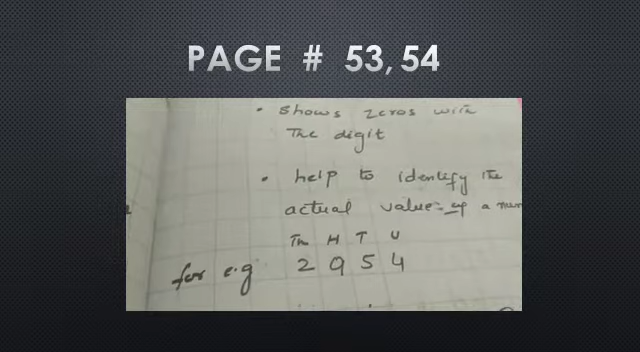 PAGE # 53,54
• Shows zeros with
The digit
• help to identify the
actual value of a
Th H T U
for e.g 2 9 5 4